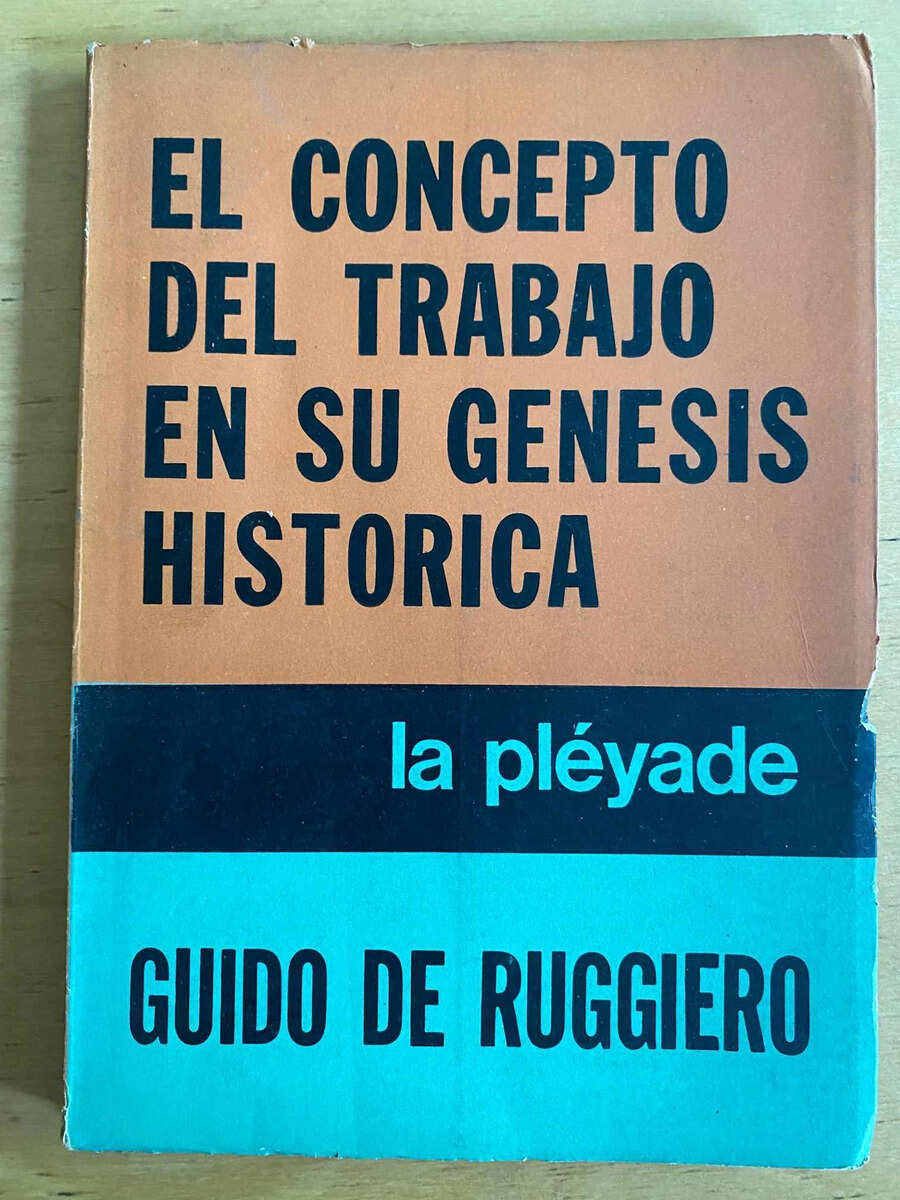 EL CONCEPTO
DEL TRABAJO
EN SU GENESIS
HISTORICA
la pléyade
GUIDO DE RUGGIERO